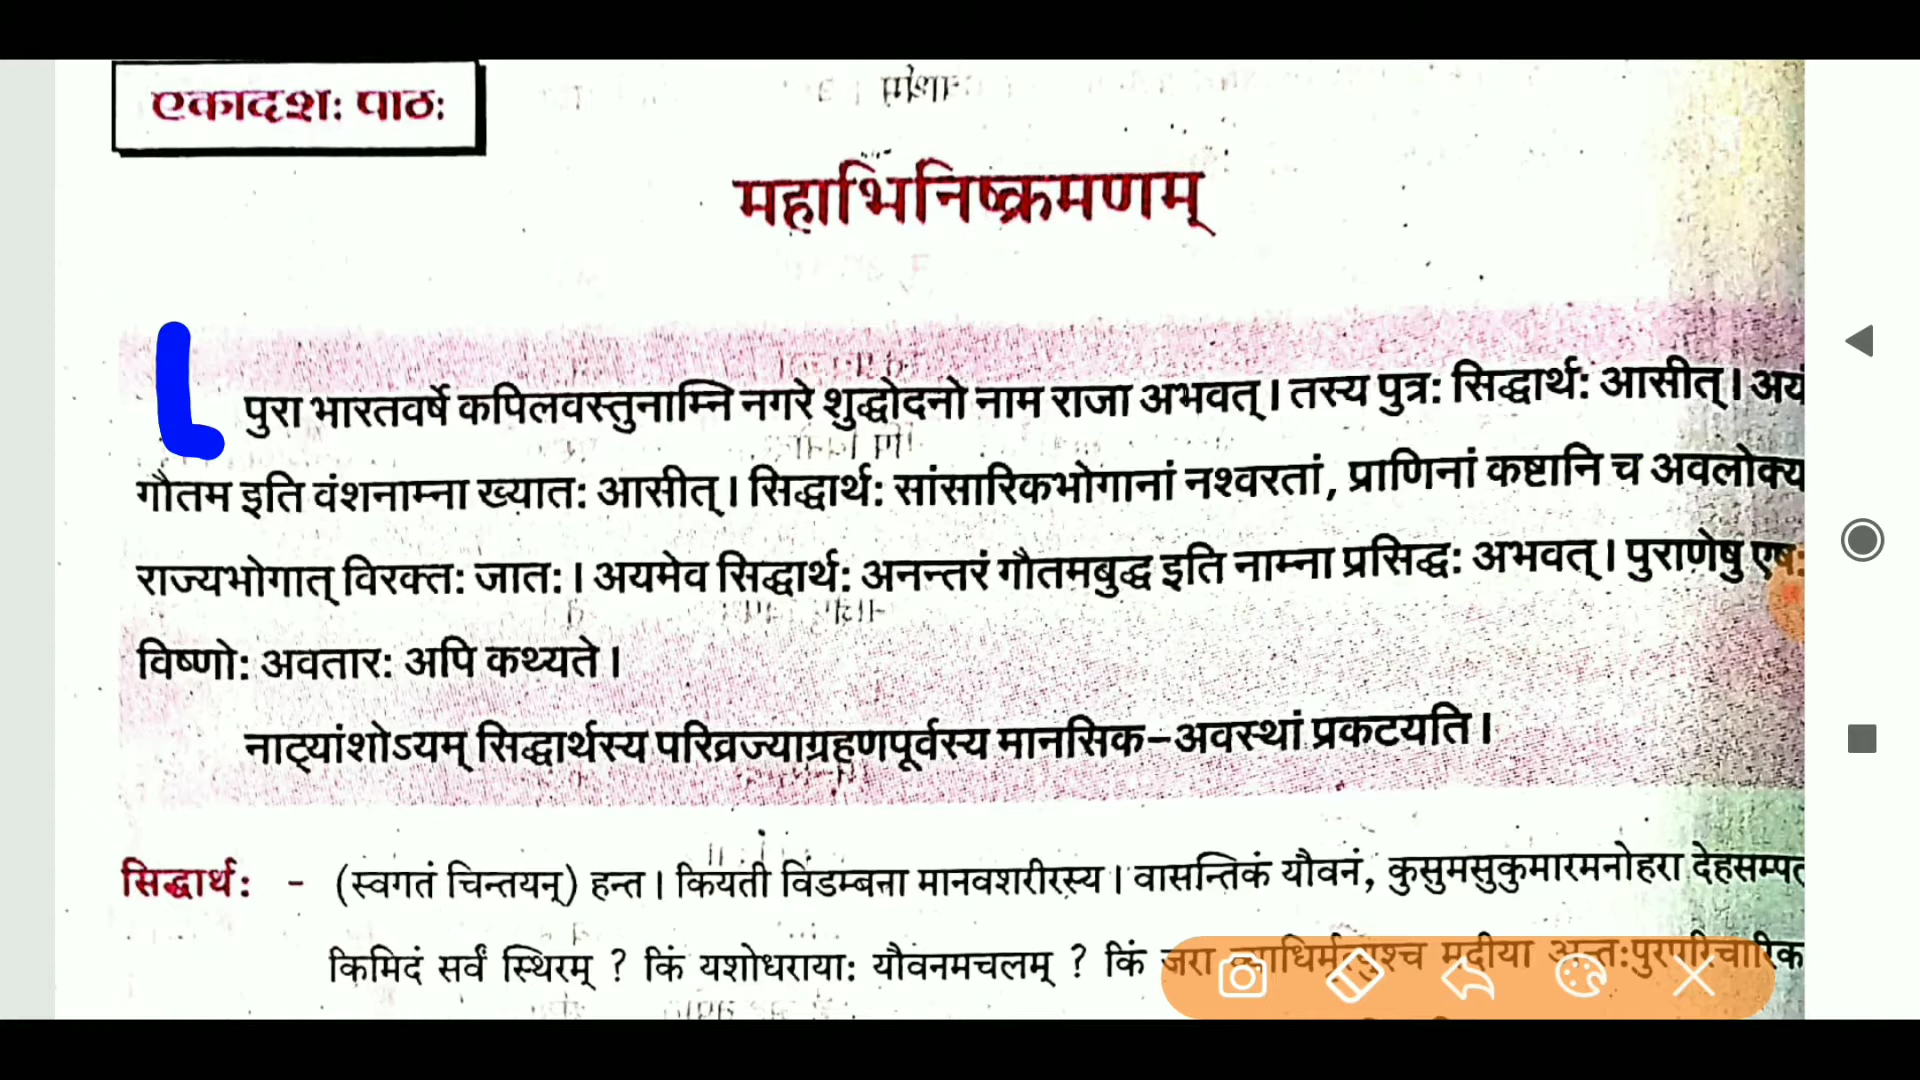 एकादशः पाठः
महाभिनिष्क्रमणम्
पुरा भारतवर्षे कपिलवस्तुनाम्नि नगरे शुद्धोदनो नाम राजा अभवत् । तस्य पुत्रः सिद्धार्थः आसीत् । अयं
गौतम इति वंशनाम्ना ख्यातः आसीत् । सिद्धार्थः सांसारिकभोगानां नश्वरतां, प्राणिनां कष्टानि च अवलोक्य
राज्यभोगात् विरक्तः जातः । अयमेव सिद्धार्थः अनन्तरं गौतमबुद्ध इति नाम्ना प्रसिद्धः अभवत् । पुराणेषु एषः
विष्णोः अवतारः अपि कथ्यते ।
नाट्यांशोऽयम् सिद्धार्थस्य परिव्रज्याग्रहणपूर्वस्य मानसिक-अवस्थां प्रकटयति ।
सिद्धार्थः - (स्वगतं चिन्तयन्) हन्त । कियती विडम्बना मानवशरीरस्य । वासन्तिकं यौवनं, कुसुमसुकुमारमनोहरा
किमिदं सर्वं स्थिरम् ? किं यशोधरायाः यौवनमचलम् ? किं जरा